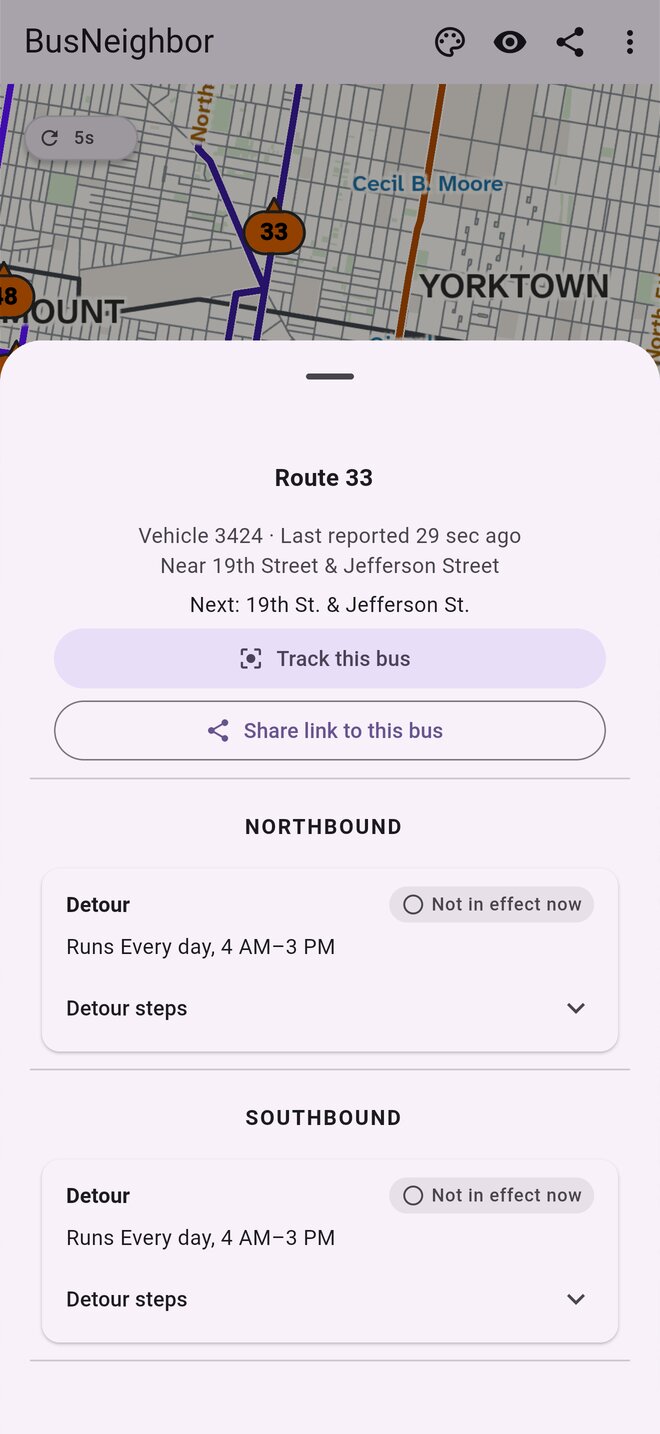 BusNeighbor
5s
North
Cecil B. Moore
33
48
YORKTOWN
MOUNT
Route 33
Vehicle 3424 · Last reported 29 sec ago
Near 19th Street & Jefferson Street
Next: 19th St. & Jefferson St.
Track this bus
Share link to this bus
NORTHBOUND
Detour
Not in effect now
Runs Every day, 4 AM–3 PM
Detour steps
SOUTHBOUND
Detour
Not in effect now
Runs Every day, 4 AM–3 PM
Detour steps